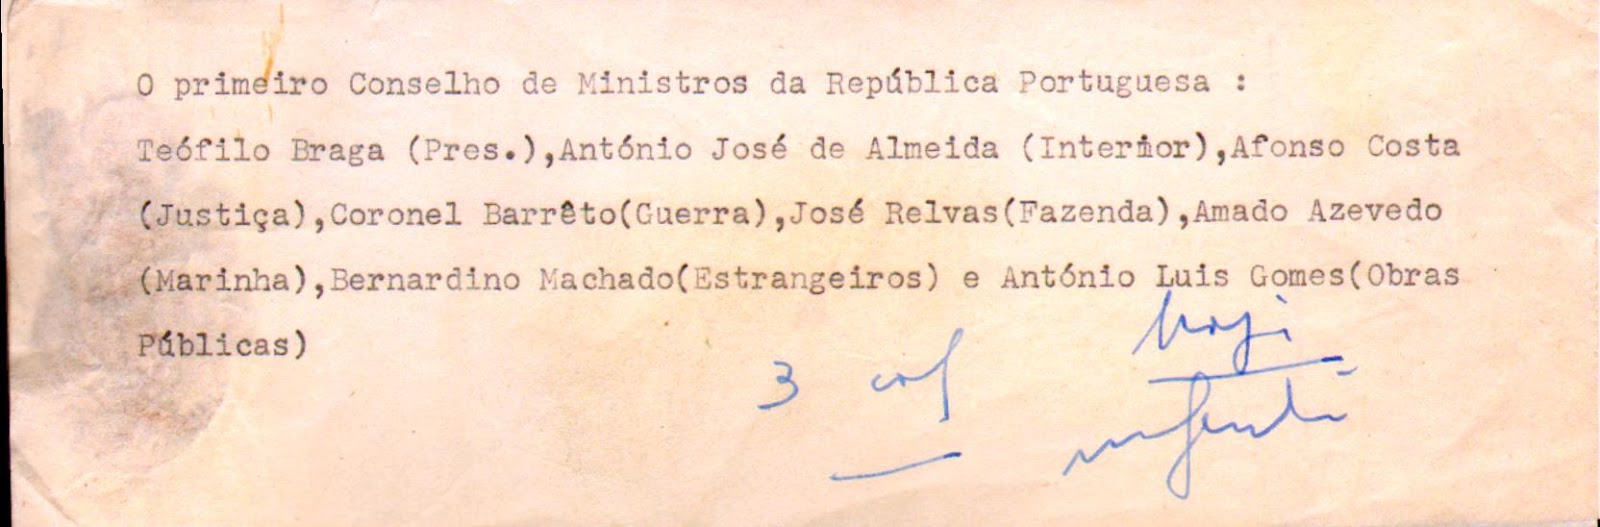 O primeiro Conselho de Ministros da República Portuguesa :
Teófilo Braga (Pres.),António José de Almeida (Interior),Afonso Costa
(Justiça),Coronel Barrêto(Guerra),José Relvas(Fazenda),Amado Azevedo
(Marinha),Bernardino Machado(Estrangeiros) e António Luis Gomes(Obras
Públicas)
3